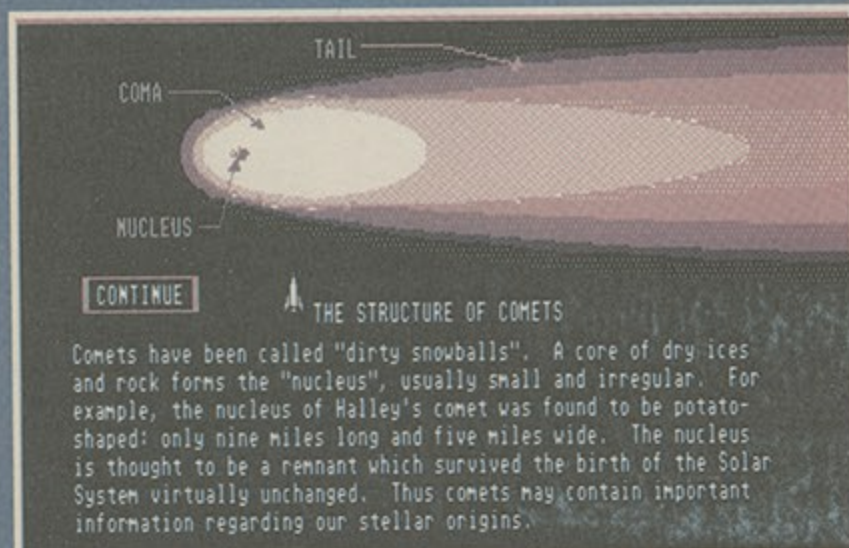 TAIL
COMA
NUCLEUS
CONTINUE
THE STRUCTURE OF COMETS
Comets have been called "dirty snowballs". A core of dry ices
and rock forms the "nucleus", usually small and irregular. For
example, the nucleus of Halley's comet was found to be potato-
shaped: only nine miles long and five miles wide. The nucleus
is thought to be a remnant which survived the birth of the Solar
System virtually unchanged. Thus comets may contain important
information regarding our stellar origins.